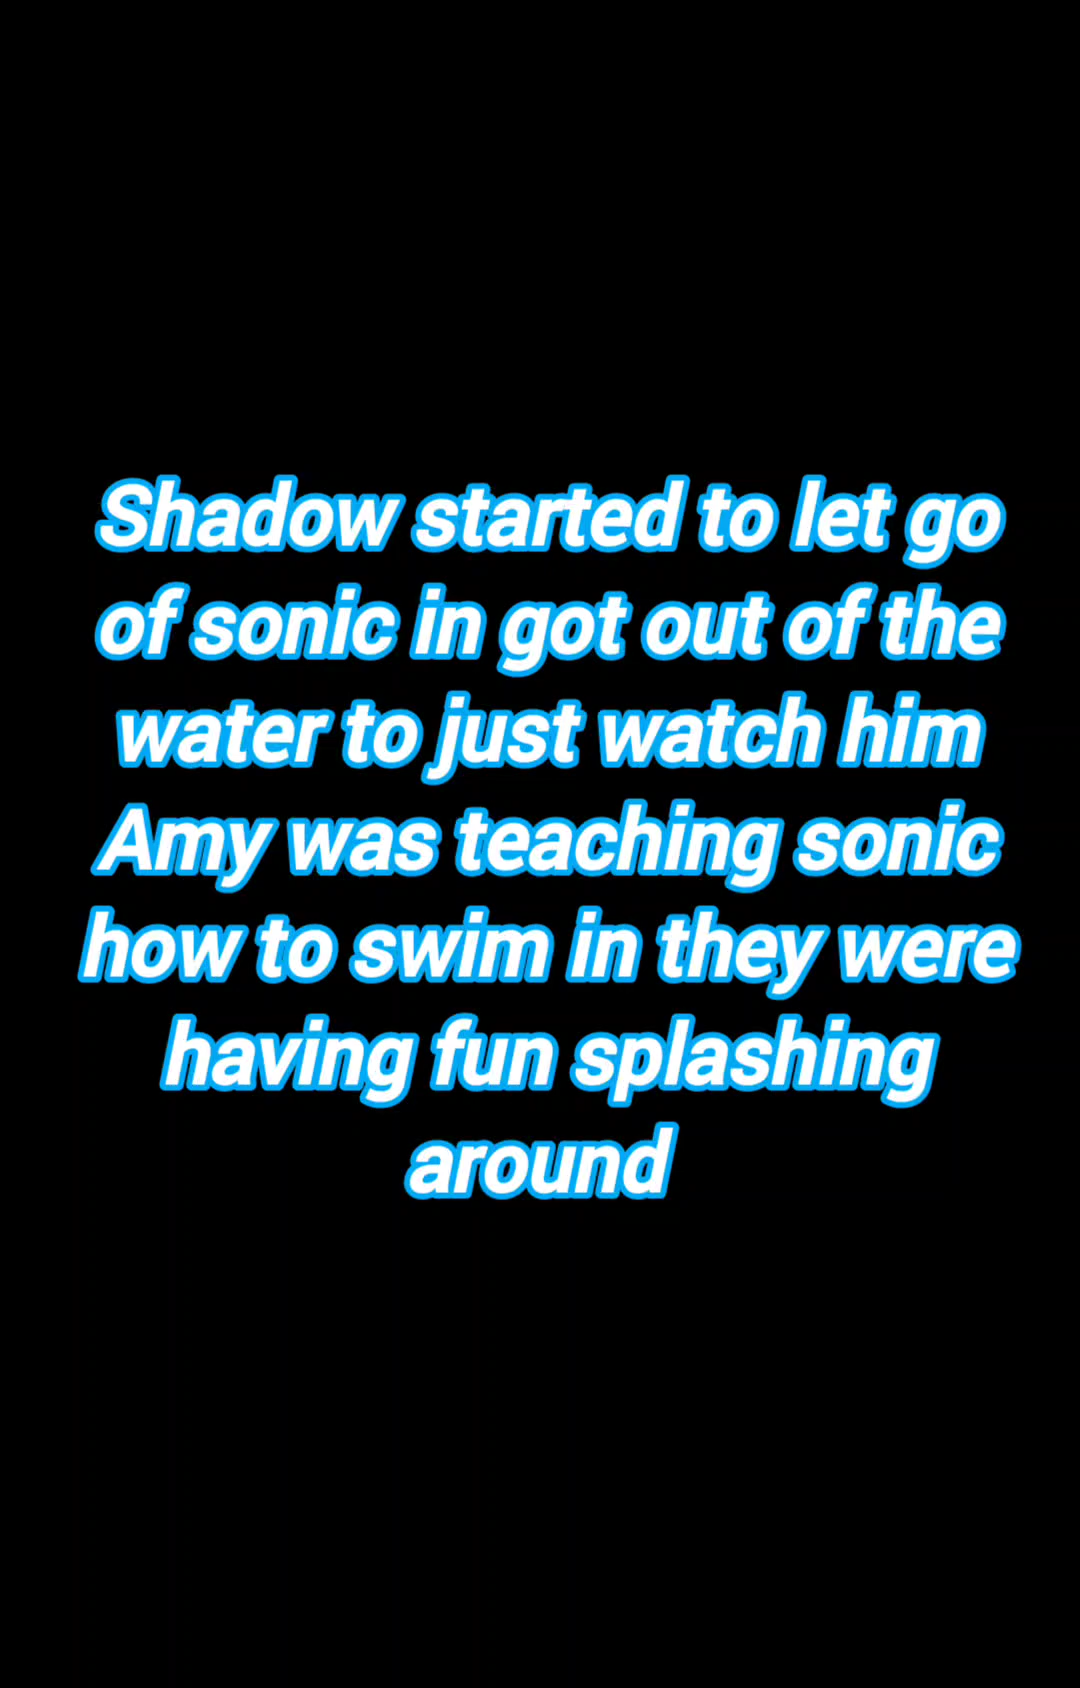 Shadow started to let go
of sonic in got out of the
water to just watch him
Amy was teaching sonic
how to swim in they were
having fun splashing
around